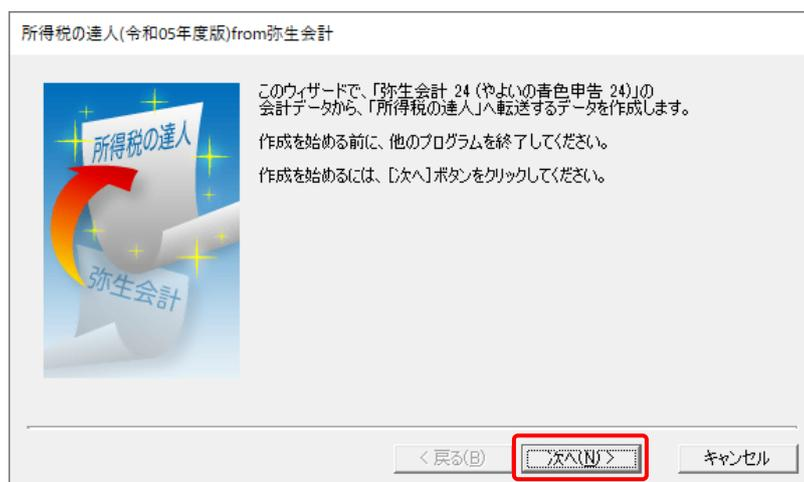 所得税の達人(令和05年度版)from弥生会計
所得税の達人
弥生会計
このウィザードで、「弥生会計 24 (やよいの青色申告 24)」の
会計データから、「所得税の達人」へ転送するデータを作成します。
作成を始める前に、他のプログラムを終了してください。
作成を始めるには、[次へ]ボタンをクリックしてください。
< 戻る(B)
次へ(N) >
キャンセル